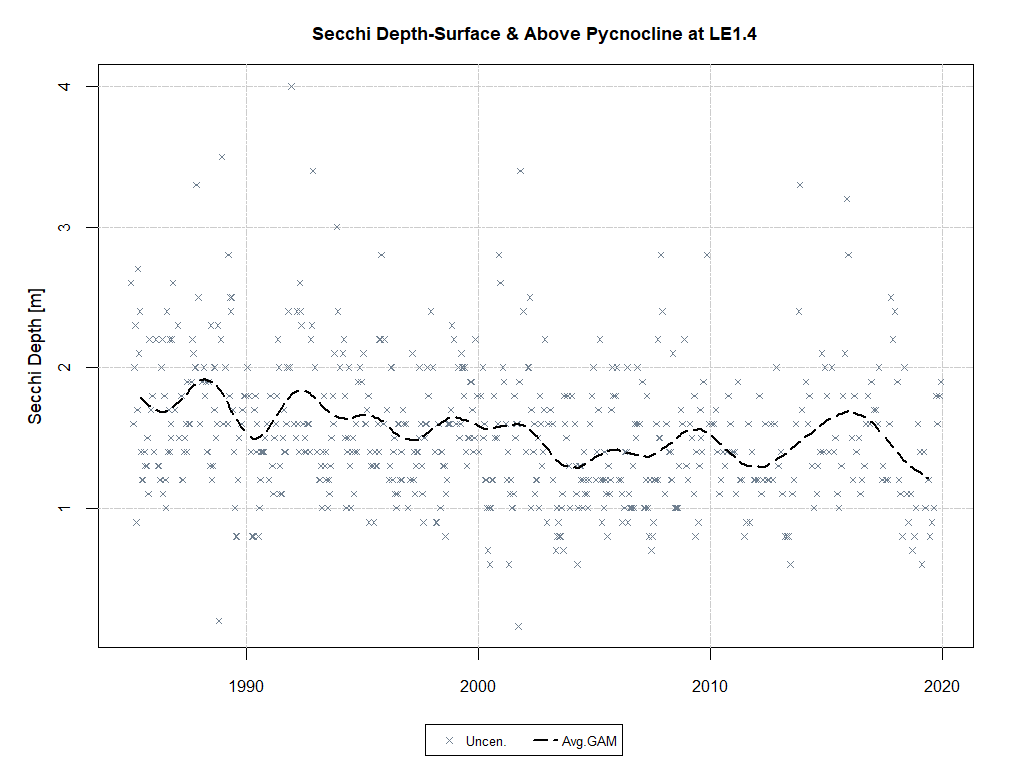 Secchi Depth-Surface & Above Pycnocline at LE1.4
Secchi Depth [m]
4
3
2
1
1990 2000 2010 2020
Uncen. Avg.GAM